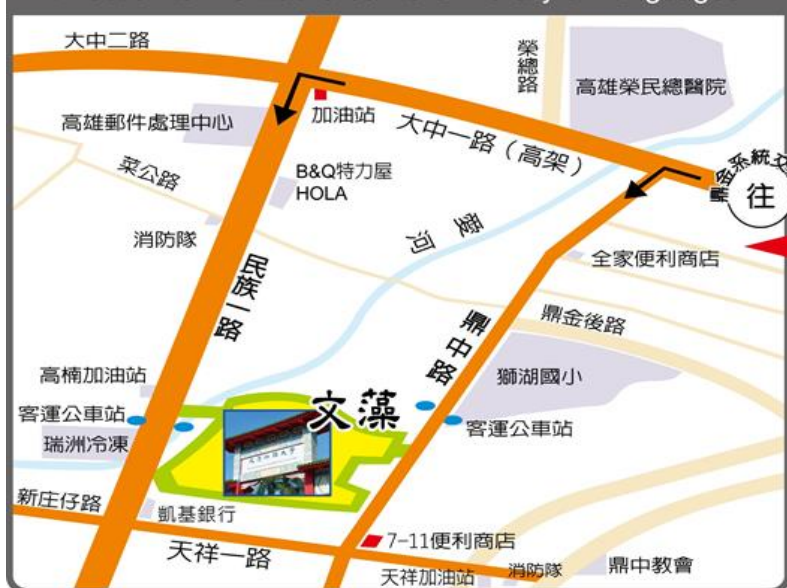 大中二路
榮總路
高雄榮民總醫院
加油站
高雄郵件處理中心
大中一路（高架）
鼎金系統交
往
菜公路
B&Q特力屋
HOLA
愛河
消防隊
全家便利商店
民族一路
鼎金後路
鼎中路
高楠加油站
獅湖國小
文藻
客運公車站
客運公車站
瑞洲冷凍
新庄仔路
凱基銀行
天祥一路
7-11便利商店
天祥加油站
消防隊
鼎中教會